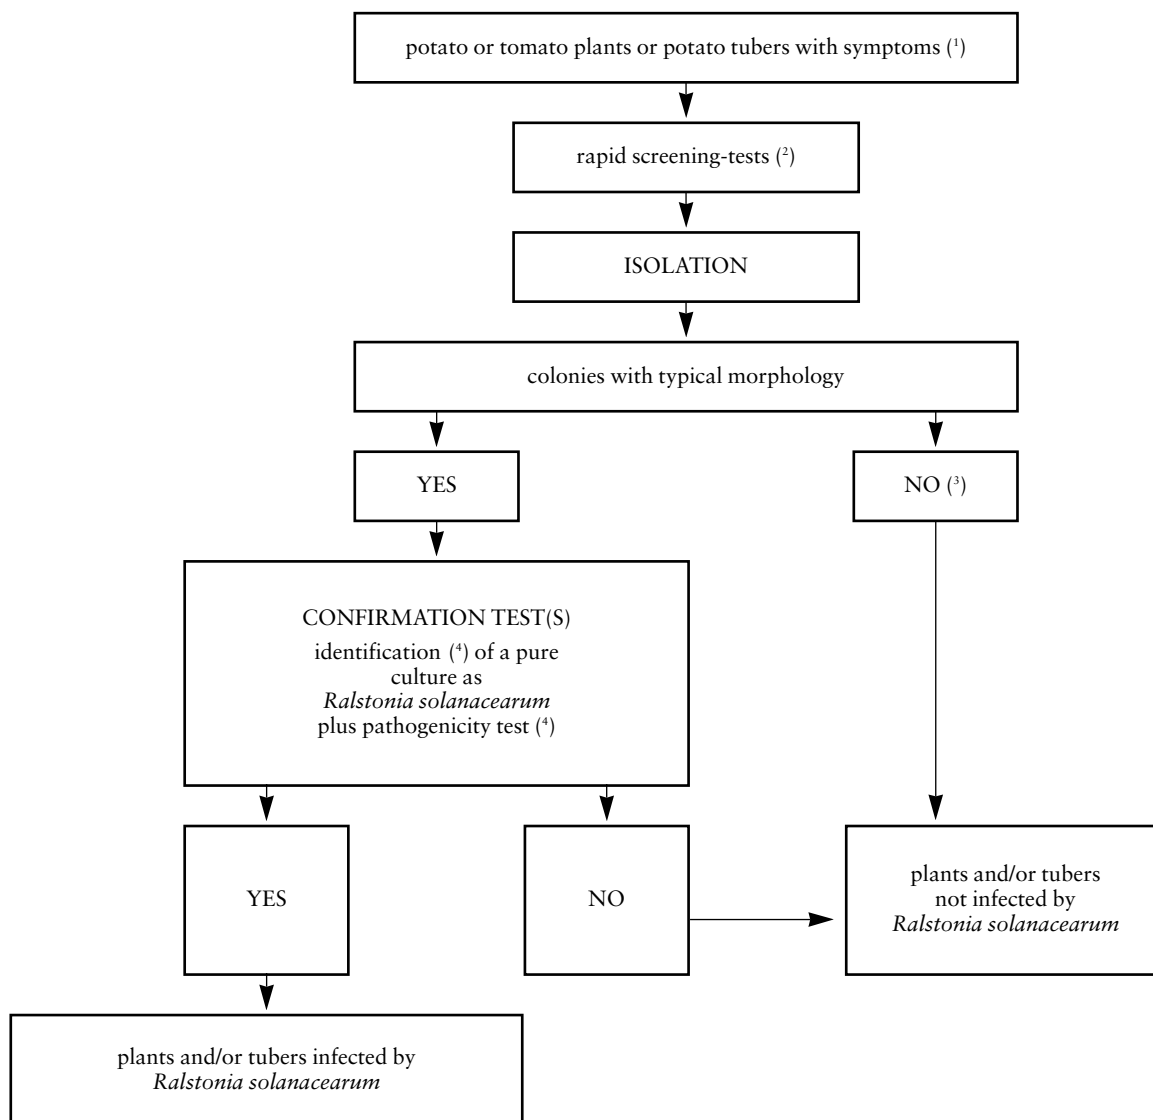 potato or tomato plants or potato tubers with symptoms (¹)
rapid screening-tests (²)
ISOLATION
colonies with typical morphology
YES
NO (³)
CONFIRMATION TEST(S)
identification (⁴) of a pure
culture as
Ralstonia solanacearum
plus pathogenicity test (⁴)
YES
NO
plants and/or tubers
not infected by
Ralstonia solanacearum
plants and/or tubers infected by
Ralstonia solanacearum